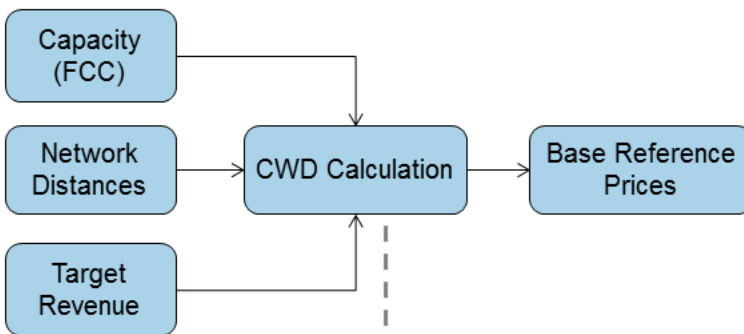 Capacity
(FCC)
Network
Distances
CWD Calculation
Base Reference
Prices
Target
Revenue